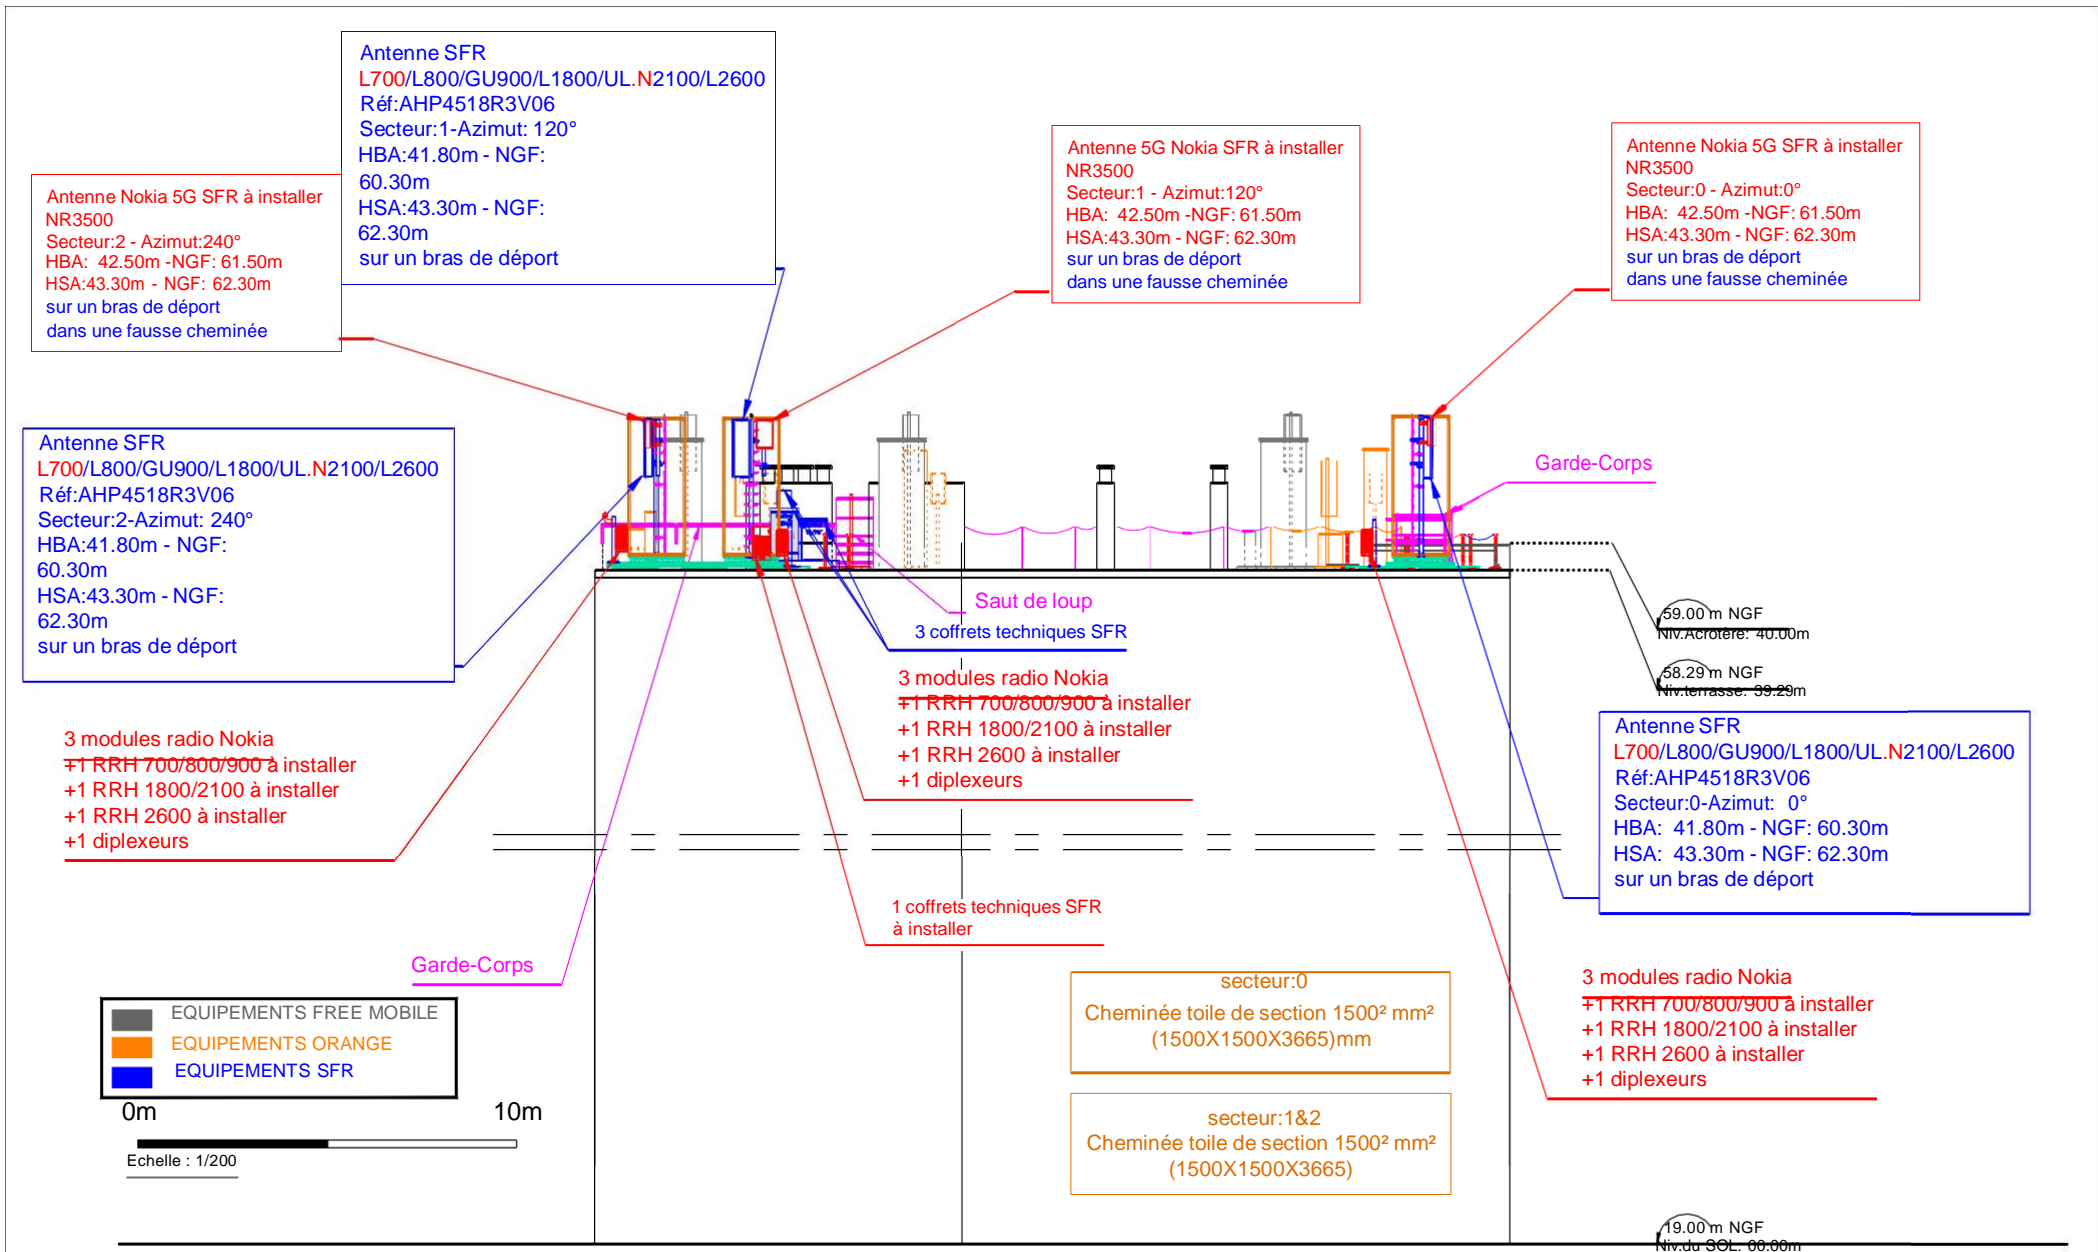 Antenne SFR
L700/L800/GU900/L1800/UL.N2100/L2600
Réf:AHP4518R3V06
Secteur:1-Azimut: 120°
HBA:41.80m - NGF:
60.30m
HSA:43.30m - NGF:
62.30m
sur un bras de déport
Antenne Nokia 5G SFR à installer
NR3500
Secteur:2 - Azimut:240°
HBA: 42.50m -NGF: 61.50m
HSA:43.30m - NGF: 62.30m
sur un bras de déport
dans une fausse cheminée
Antenne 5G Nokia SFR à installer
NR3500
Secteur:1 - Azimut:120°
HBA: 42.50m -NGF: 61.50m
HSA:43.30m - NGF: 62.30m
sur un bras de déport
dans une fausse cheminée
Antenne 5G Nokia SFR à installer
NR3500
Secteur:0 - Azimut:0°
HBA: 42.50m -NGF: 61.50m
HSA:43.30m - NGF: 62.30m
sur un bras de déport
dans une fausse cheminée
Antenne SFR
L700/L800/GU900/L1800/UL.N2100/L2600
Réf:AHP4518R3V06
Secteur:2-Azimut: 240°
HBA:41.80m - NGF:
60.30m
HSA:43.30m - NGF:
62.30m
sur un bras de déport
Garde-Corps
Saut de loup
3 coffrets techniques SFR
59.00 m NGF
Niv.Acrotère: 40.00m
58.29 m NGF
Niv.terrasse: 39.29m
3 modules radio Nokia
+1 RRH 700/800/900 à installer
+1 RRH 1800/2100 à installer
+1 RRH 2600 à installer
+1 diplexeurs
3 modules radio Nokia
+1 RRH 700/800/900 à installer
+1 RRH 1800/2100 à installer
+1 RRH 2600 à installer
+1 diplexeurs
Antenne SFR
L700/L800/GU900/L1800/UL.N2100/L2600
Réf:AHP4518R3V06
Secteur:0-Azimut: 0°
HBA: 41.80m - NGF: 60.30m
HSA: 43.30m - NGF: 62.30m
sur un bras de déport
1 coffrets techniques SFR
à installer
Garde-Corps
3 modules radio Nokia
+1 RRH 700/800/900 à installer
+1 RRH 1800/2100 à installer
+1 RRH 2600 à installer
+1 diplexeurs
secteur:0
Cheminée toile de section 1500² mm²
(1500X1500X3665)mm
EQUIPEMENTS FREE MOBILE
EQUIPEMENTS ORANGE
EQUIPEMENTS SFR
0m 10m
Echelle : 1/200
secteur:1&2
Cheminée toile de section 1500² mm²
(1500X1500X3665)
19.00 m NGF
Niv.du SOL: 00.00m